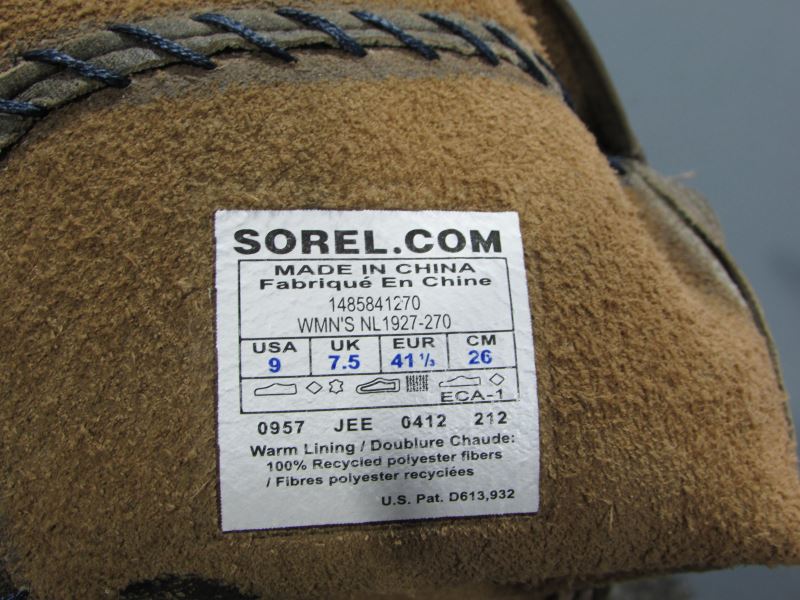 SOREL.COM
MADE IN CHINA
Fabriqué En Chine
1485841270
WMN'S NL1927-270
USA UK EUR CM
9 7.5 41 ⅓ 26
ECA-1
0957 JEE 0412 212
Warm Lining / Doublure Chaude:
100% Recycled polyester fibers
/ Fibres polyester recyclées
U.S. Pat. D613,932